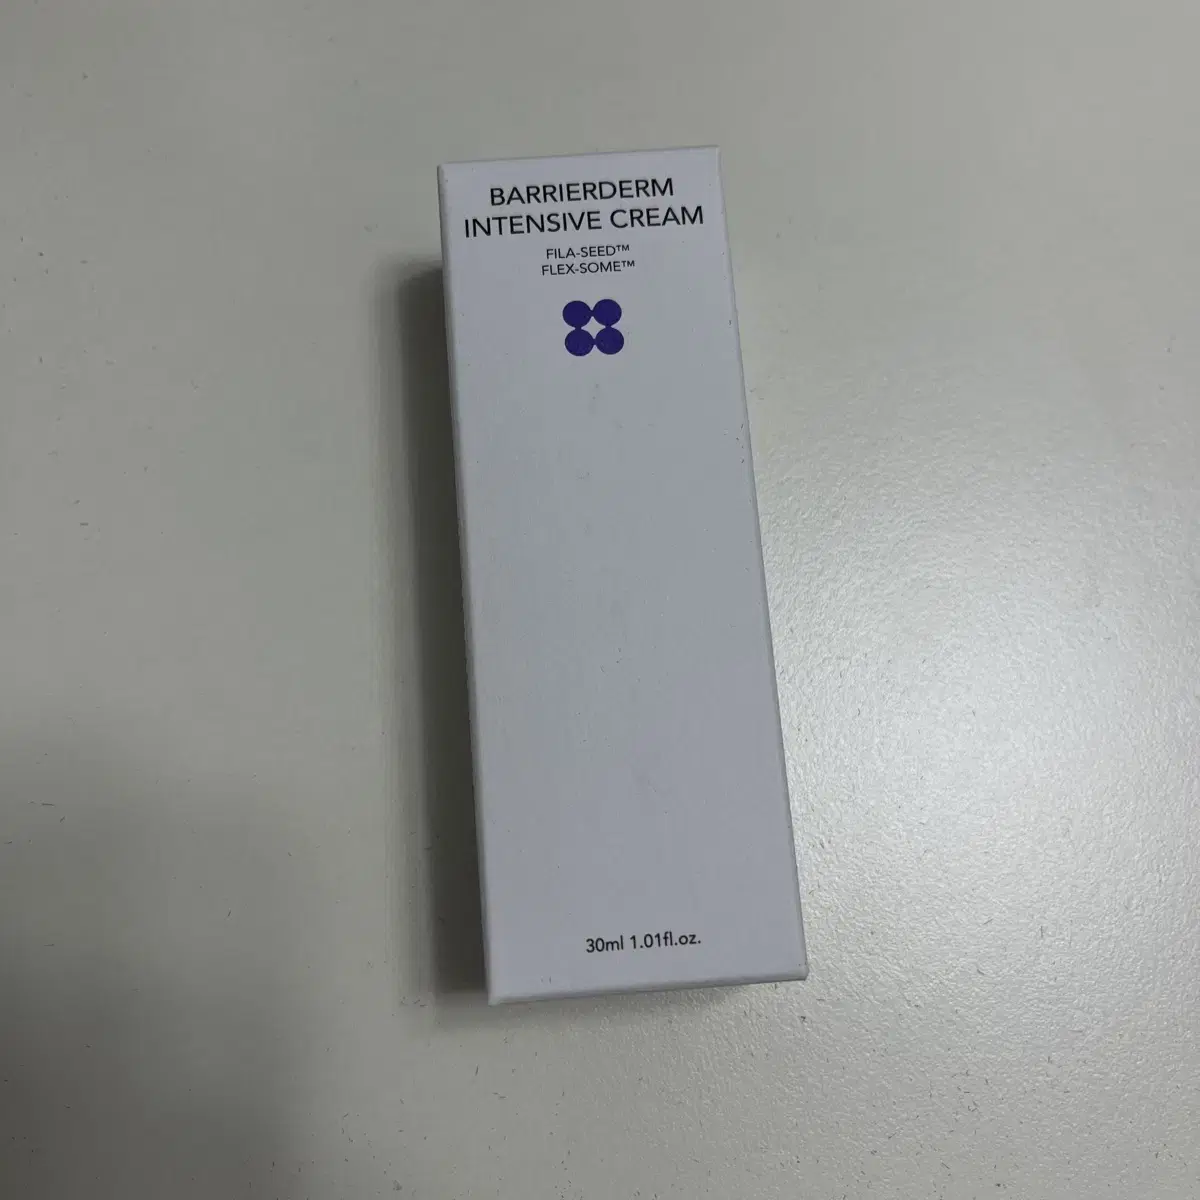 BARRIERDERM
INTENSIVE CREAM
FILA-SEED™
FLEX-SOME™
30ml 1.01fl.oz.